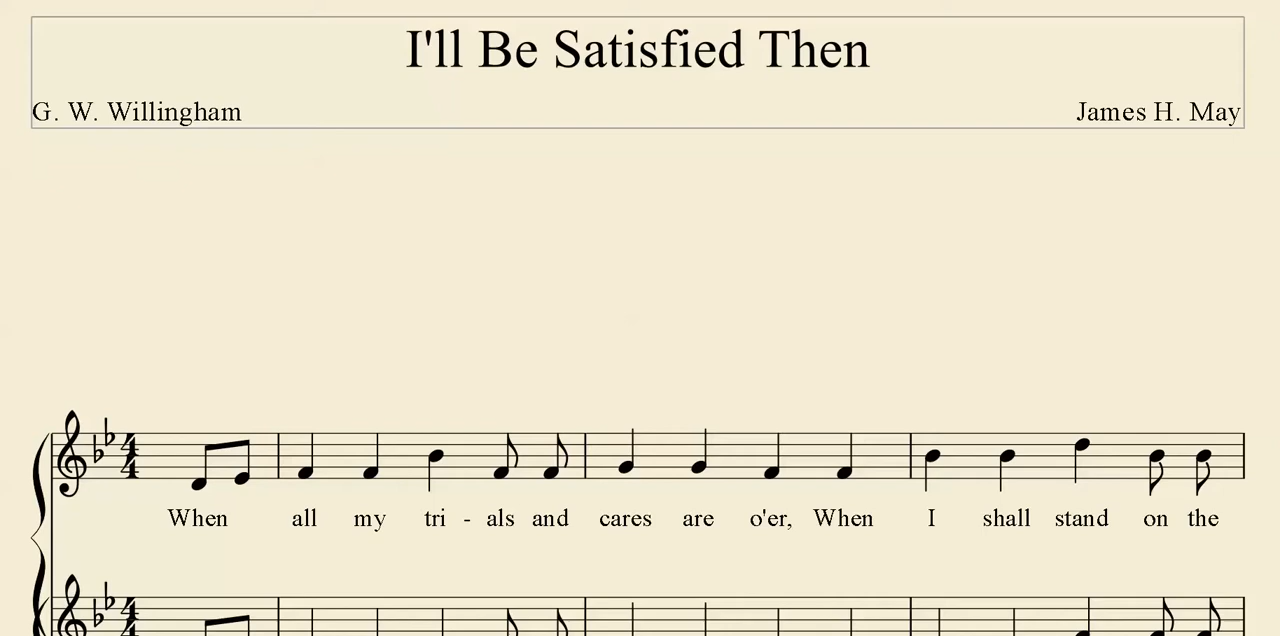 I'll Be Satisfied Then
G. W. Willingham
James H. May
When all my tri - als and cares are o'er, When I shall stand on the